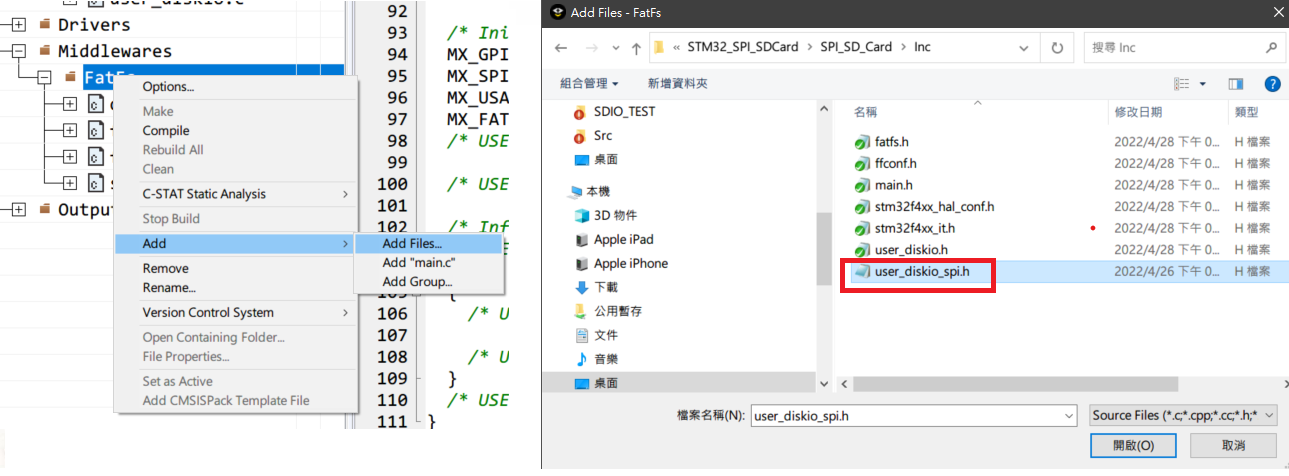 user_diskio.c
Drivers
Middlewares
FatFs
Output
Options...
Make
Compile
Rebuild All
Clean
C-STAT Static Analysis
Stop Build
Add
Remove
Rename...
Version Control System
Open Containing Folder...
File Properties...
Set as Active
Add CMSISPack Template File
Add Files...
Add "main.c"
Add Group...
92
93 /* Ini
94 MX_GPI
95 MX_SPI
96 MX_USA
97 MX_FAT
98 /* USE
99
100 /* USE
101
102 /* Inf
105 {
106 /* U
107
108 /* U
109 }
110 /* USE
111 }
Add Files - FatFs
« STM32_SPI_SDCard > SPI_SD_Card > Inc
搜尋 Inc
組合管理 新增資料夾
SDIO_TEST
Src
桌面
本機
3D 物件
Apple iPad
Apple iPhone
下載
公用暫存
文件
音樂
桌面
名稱 修改日期 類型
fatfs.h 2022/4/28 下午 0... H 檔案
ffconf.h 2022/4/28 下午 0... H 檔案
main.h 2022/4/28 下午 0... H 檔案
stm32f4xx_hal_conf.h 2022/4/28 下午 0... H 檔案
stm32f4xx_it.h 2022/4/28 下午 0... H 檔案
user_diskio.h 2022/4/28 下午 0... H 檔案
user_diskio_spi.h 2022/4/26 下午 0... H 檔案
檔案名稱(N): user_diskio_spi.h Source Files (*.c;*.cpp;*.cc;*.h;*
開啟(O) 取消